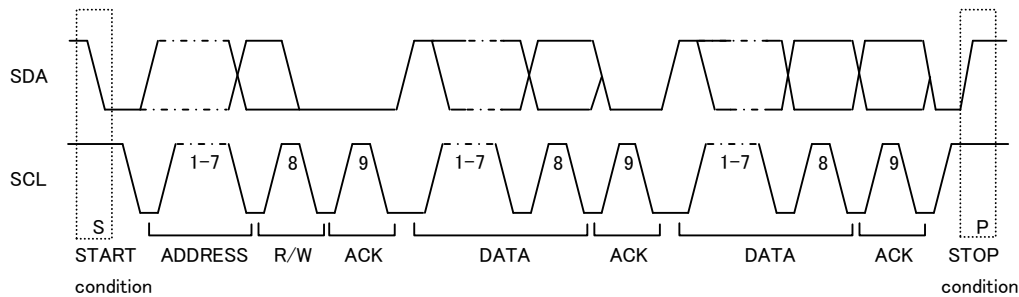 SDA
SCL
1-7 8 9 1-7 8 9 1-7 8 9
S P
START ADDRESS R/W ACK DATA ACK DATA ACK STOP
condition condition